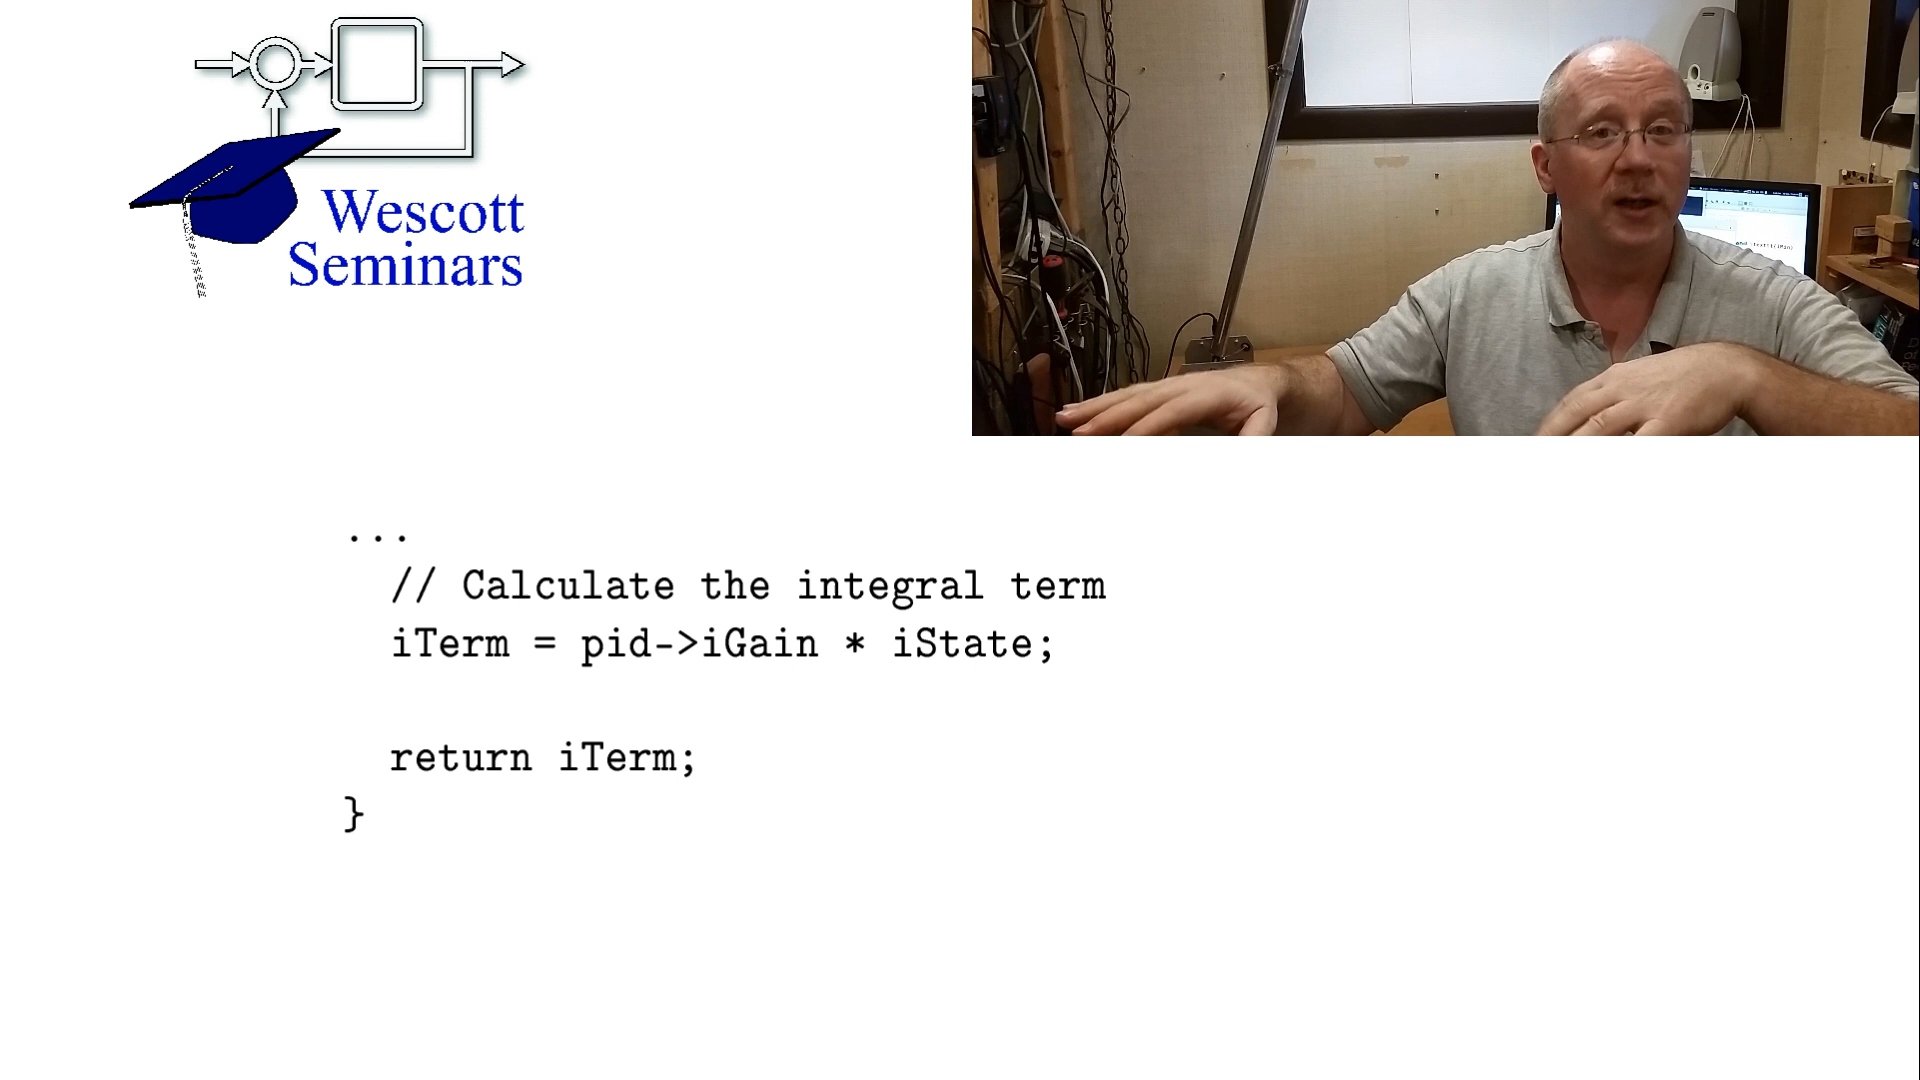 Wescott
Seminars
...
// Calculate the integral term
iTerm = pid->iGain * iState;
return iTerm;
}